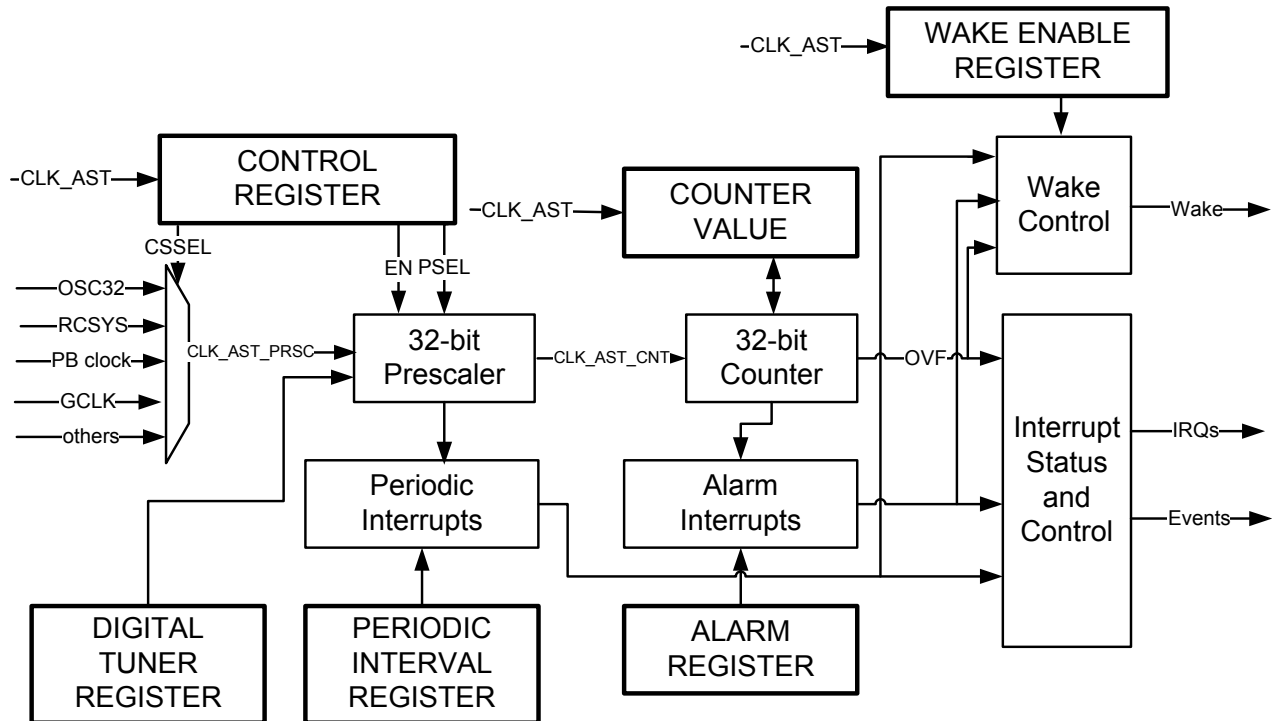 CLK_AST
WAKE ENABLE
REGISTER
CLK_AST
CONTROL
REGISTER
CLK_AST
COUNTER
VALUE
Wake
Control
Wake
CSSEL
EN
PSEL
OSC32
RCSYS
PB clock
GCLK
others
CLK_AST_PRSC
32-bit
Prescaler
CLK_AST_CNT
32-bit
Counter
OVF
Periodic
Interrupts
Alarm
Interrupts
Interrupt
Status
and
Control
IRQs
Events
DIGITAL
TUNER
REGISTER
PERIODIC
INTERVAL
REGISTER
ALARM
REGISTER